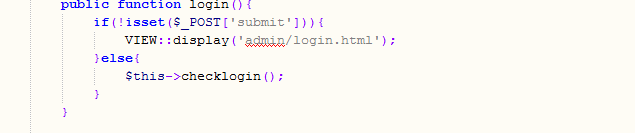 public function login(){
if(!isset($_POST['submit'])){
VIEW::display('admin/login.html');
}else{
$this->checklogin();
}
}